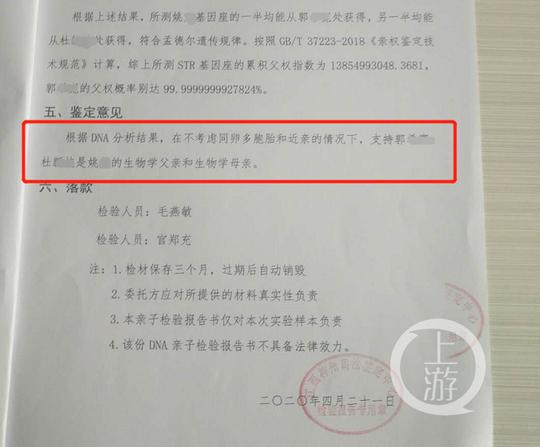 根据上述结果，所测姚 基因座的一半均能从郭 处获得，另一半均能
从杜 处获得，符合孟德尔遗传规律。按照 GB/T 37223-2018《亲权鉴定技
术规范》计算，综上所测 STR 基因座的累积父权指数为 13854993048.3681，
郭 的父权概率别达 99.9999999927824%。
五、鉴定意见
根据 DNA 分析结果，在不考虑同卵多胞胎和近亲的情况下，支持郭
杜 是姚 的生物学父亲和生物学母亲。
六、落款
检验人员：毛燕敏
检验人员：官郑充
注：1.检材保存三个月，过期后自动销毁
2.委托方应对所提供的材料真实性负责
3.本亲子检验报告书仅对本次实验样本负责
4.该份 DNA 亲子检验报告书不具备法律效力。
二〇二〇年四月二十一日
检验报告专用章
上游